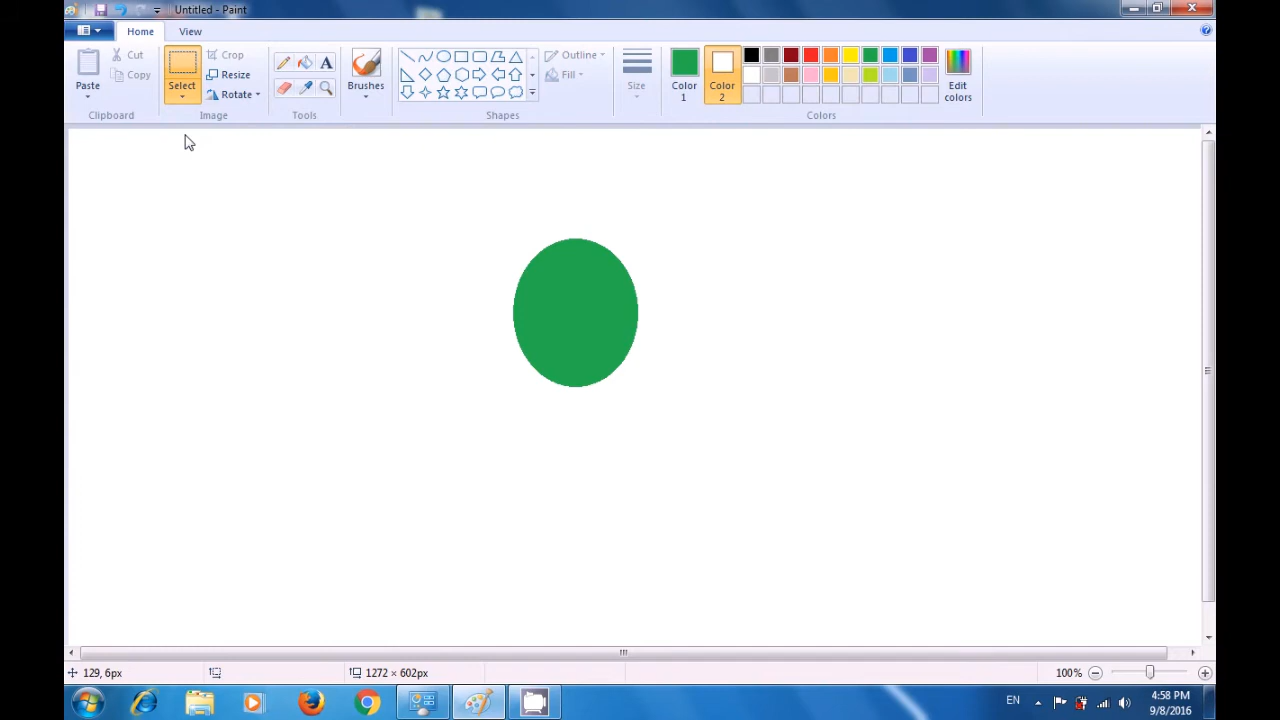 Untitled - Paint
Home
View
Paste
Cut
Copy
Clipboard
Select
Crop
Resize
Rotate
Image
A
Tools
Brushes
Shapes
Outline
Fill
Size
Color
1
Color
2
Edit
colors
Colors
129, 6px
1272 × 602px
100%
EN
4:58 PM
9/8/2016